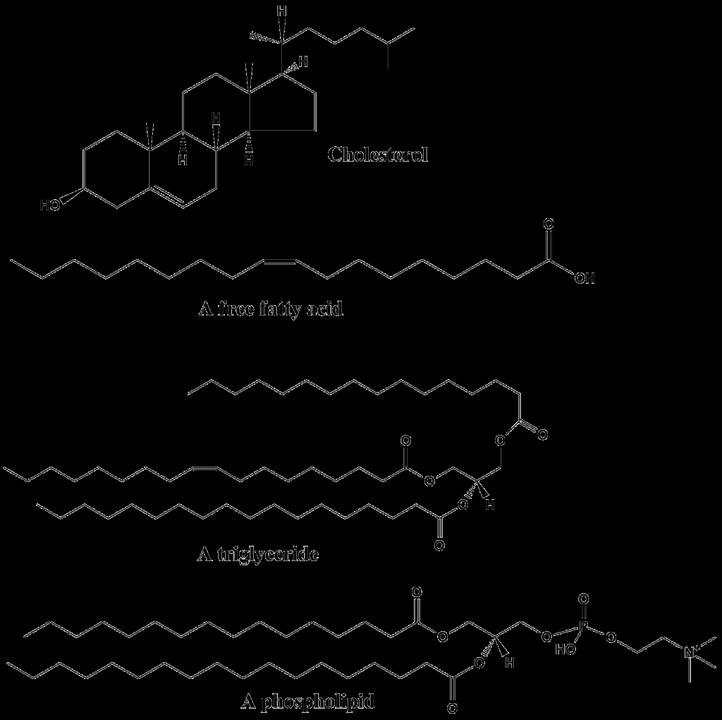 H
H
Cholesterol
H
H
H
HO
O
OH
A free fatty acid
O
O
O
O
O
H
O
A triglyceride
O
O
O
O
P
O
HO
N+
O
H
O
A phospholipid